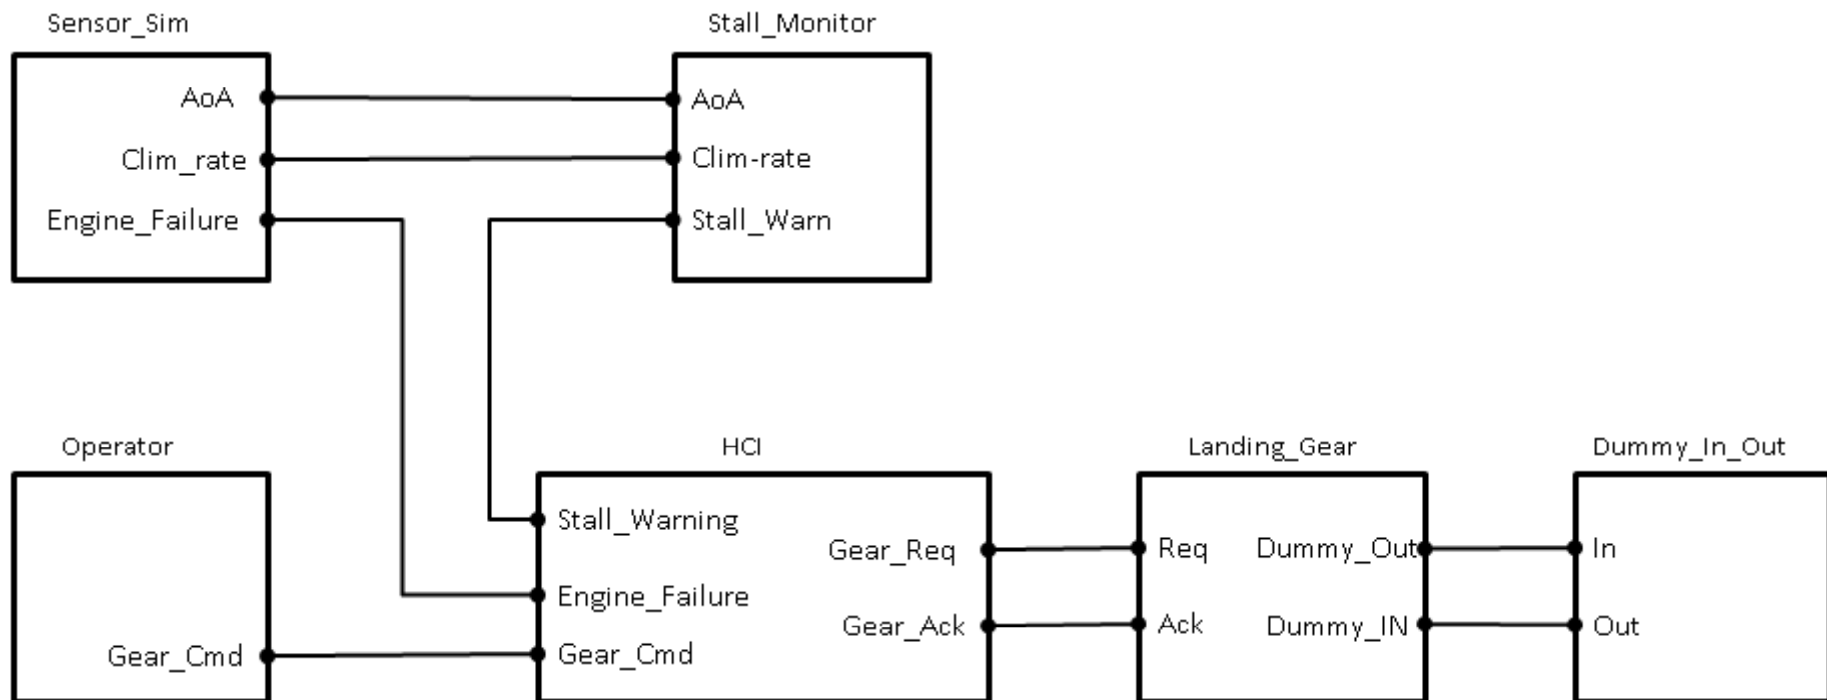 Sensor_Sim
Stall_Monitor
AoA
AoA
Clim_rate
Clim-rate
Engine_Failure
Stall_Warn
Operator
HCI
Landing_Gear
Dummy_In_Out
Stall_Warning
Gear_Req
Req
Dummy_Out
In
Engine_Failure
Gear_Ack
Ack
Dummy_IN
Out
Gear_Cmd
Gear_Cmd